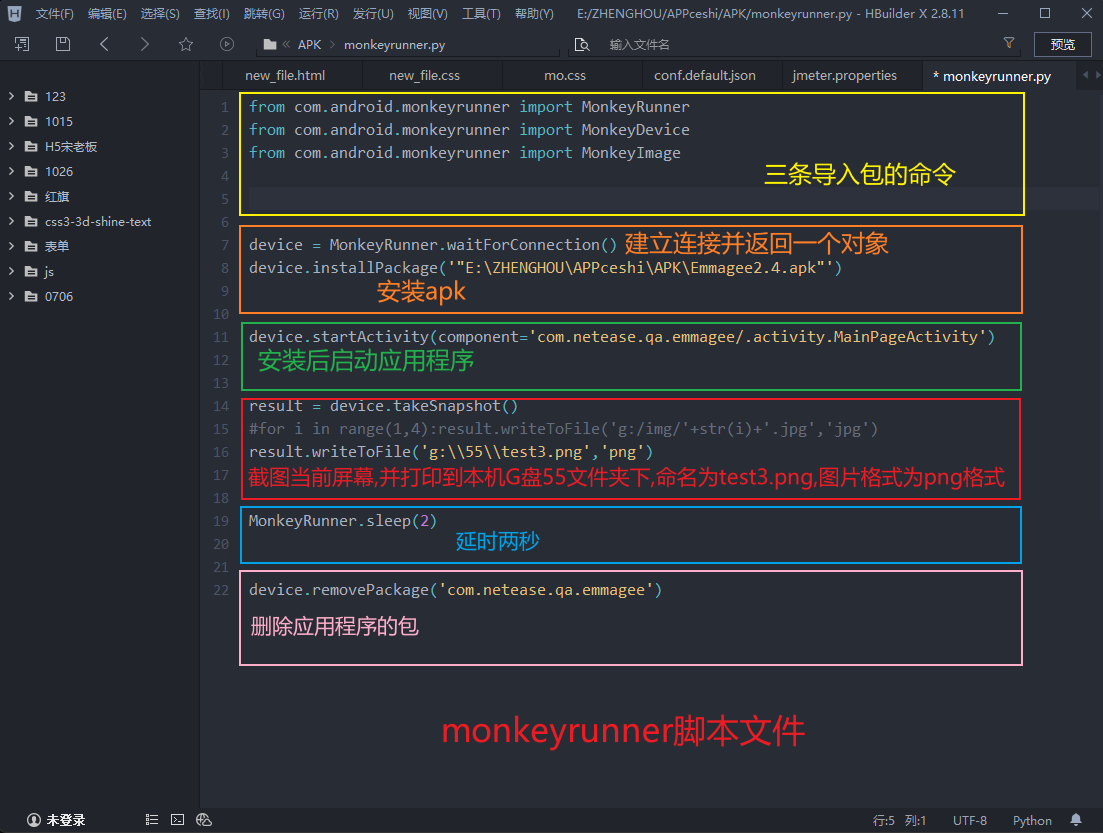 文件(F) 编辑(E) 选择(S) 查找(I) 跳转(G) 运行(R) 发行(U) 视图(V) 工具(T) 帮助(Y) E:/ZHENGHOU/APPceshi/APK/monkeyrunner.py - HBuilder X 2.8.11
APK monkeyrunner.py 输入文件名 预览
new_file.html new_file.css mo.css conf.default.json jmeter.properties * monkeyrunner.py
123
1015
H5宋老板
1026
红旗
css3-3d-shine-text
表单
js
0706
1 from com.android.monkeyrunner import MonkeyRunner
2 from com.android.monkeyrunner import MonkeyDevice
3 from com.android.monkeyrunner import MonkeyImage
4 三条导入包的命令
5
6
7 device = MonkeyRunner.waitForConnection() 建立连接并返回一个对象
8 device.installPackage('"E:\ZHENGHOU\APPceshi\APK\Emmagee2.4.apk"')
9 安装apk
10
11 device.startActivity(component='com.netease.qa.emmagee/.activity.MainPageActivity')
12 安装后启动应用程序
13
14 result = device.takeSnapshot()
15 #for i in range(1,4):result.writeToFile('g:/img/'+str(i)+'.jpg','jpg')
16 result.writeToFile('g:\\55\\test3.png','png')
17 截图当前屏幕,并打印到本机G盘55文件夹下,命名为test3.png,图片格式为png格式
18
19 MonkeyRunner.sleep(2)
20 延时两秒
21
22 device.removePackage('com.netease.qa.emmagee')
删除应用程序的包
monkeyrunner脚本文件
未登录 行:5 列:1 UTF-8 Python